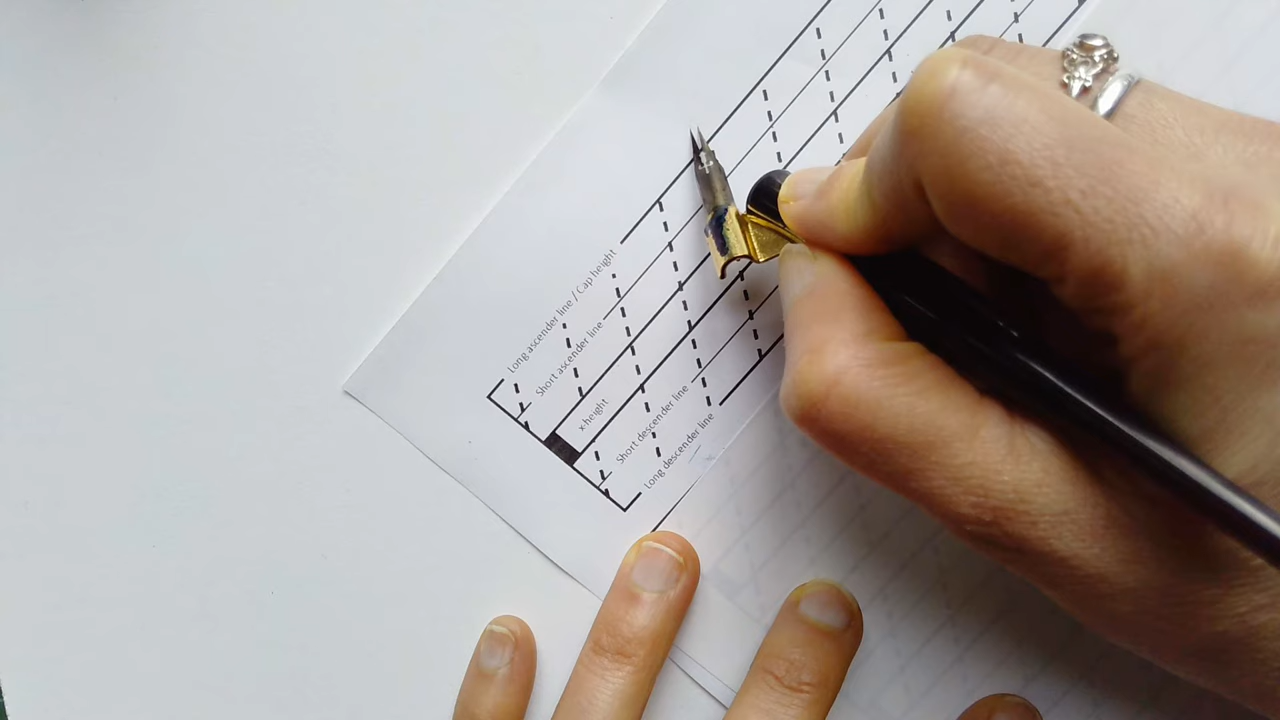 Long ascender line / Cap height
Short ascender line
x-height
Short descender line
Long descender line